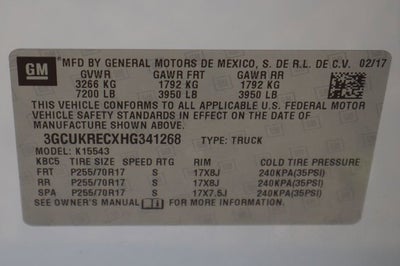 GM
MFD BY GENERAL MOTORS DE MEXICO, S. DE R.L. DE C.V. 02/17
GVWR GAWR FRT GAWR RR
3266 KG 1792 KG 1792 KG
7200 LB 3950 LB 3950 LB
THIS VEHICLE CONFORMS TO ALL APPLICABLE U.S. FEDERAL MOTOR
VEHICLE SAFETY STANDARDS IN EFFECT ON THE DATE OF
MANUFACTURE SHOWN ABOVE.
3GCUKRECXHG341268 TYPE: TRUCK
MODEL: K15543
KBC5 TIRE SIZE SPEED RTG RIM COLD TIRE PRESSURE
FRT P255/70R17 S 17X8J 240KPA(35PSI)
RR P255/70R17 S 17X8J 240KPA(35PSI)
SPA P255/70R17 S 17X7.5J 240KPA(35PSI)
SEE OWNER'S MANUAL FOR MORE INFORMATION.